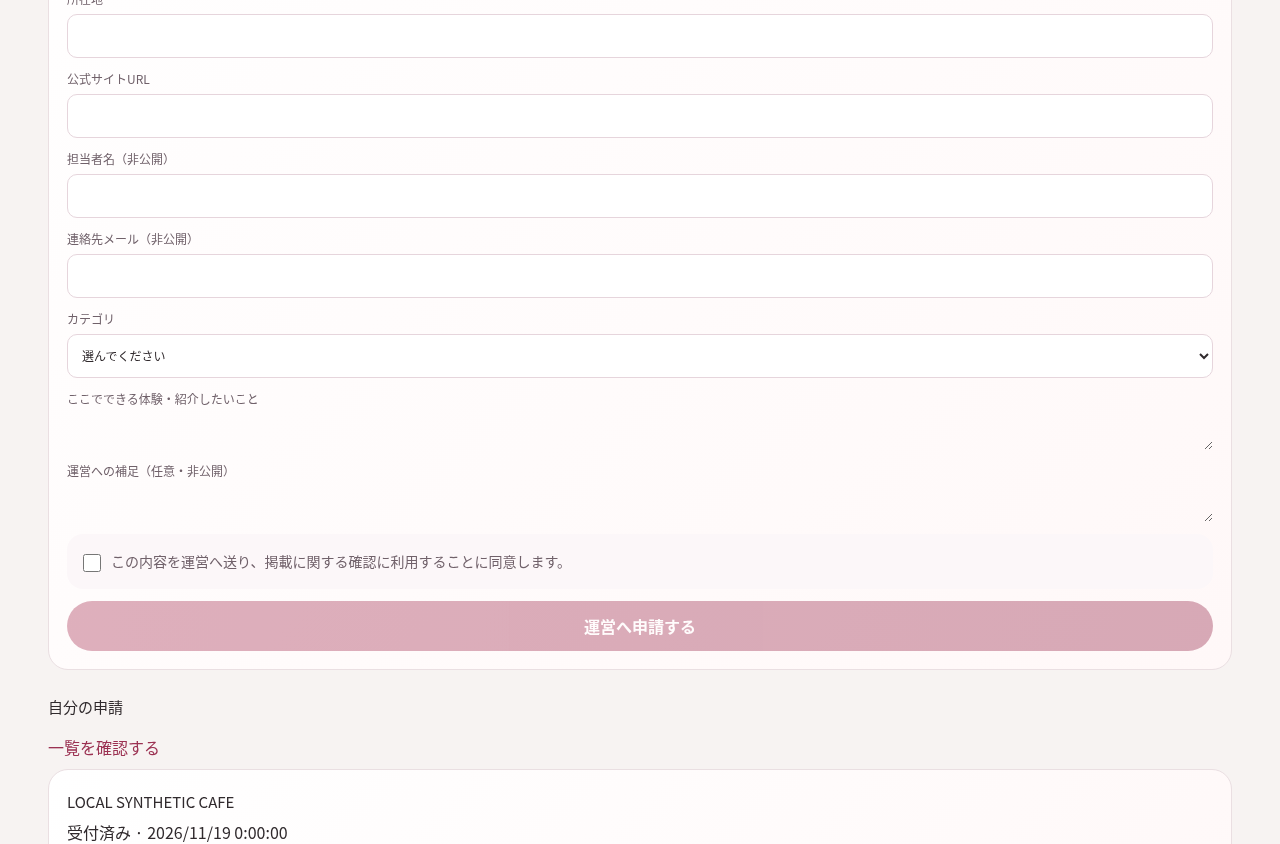 所在地
公式サイトURL
担当者名（非公開）
連絡先メール（非公開）
カテゴリ
選んでください
ここでできる体験・紹介したいこと
運営への補足（任意・非公開）
この内容を運営へ送り、掲載に関する確認に利用することに同意します。
運営へ申請する
自分の申請
一覧を確認する
LOCAL SYNTHETIC CAFE
受付済み · 2026/11/19 0:00:00